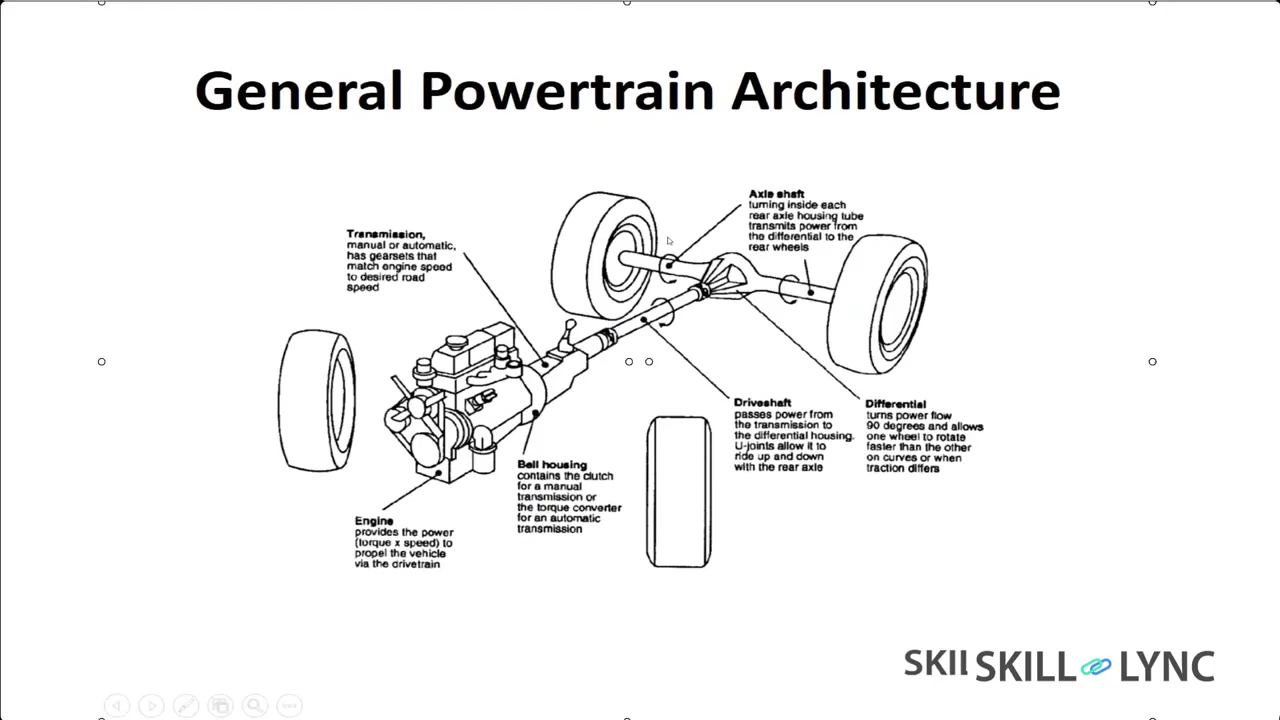 General Powertrain Architecture
Axle shaft
turning inside each
rear axle housing tube
transmits power from
the differential to the
rear wheels
Transmission,
manual or automatic,
has gearsets that
match engine speed
to desired road
speed
Driveshaft
passes power from
the transmission to
the differential housing.
U-joints allow it to
ride up and down
with the rear axle
Differential
turns power flow
90 degrees and allows
one wheel to rotate
faster than the other
on curves or when
traction differs
Bell housing
contains the clutch
for a manual
transmission or
the torque converter
for an automatic
transmission
Engine
provides the power
(torque x speed) to
propel the vehicle
via the drivetrain
SKIL SKILL LYNC